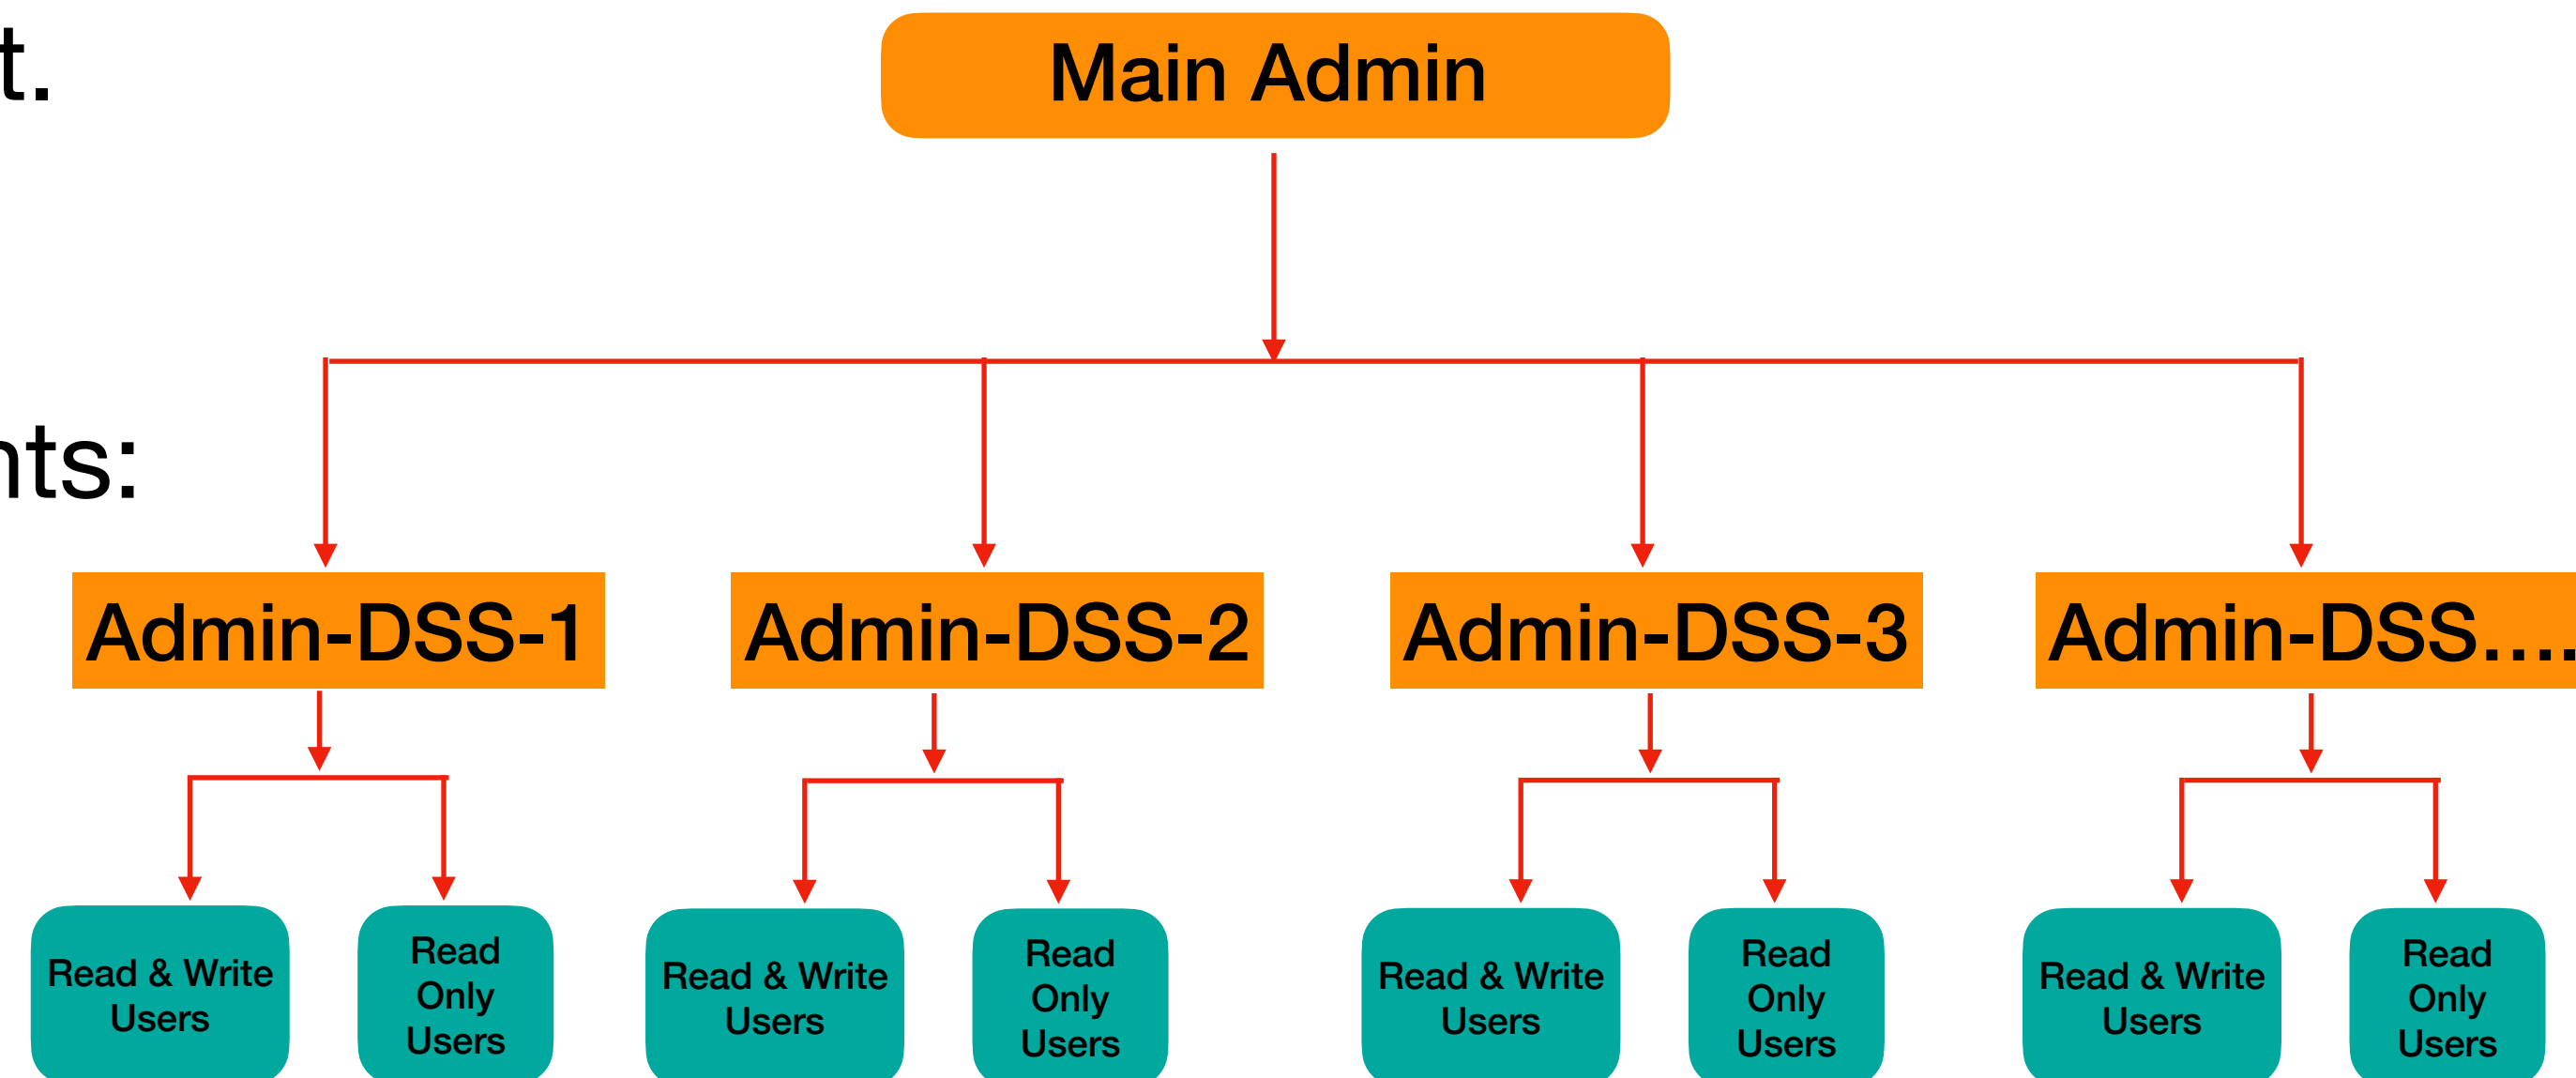 t.
Main Admin
nts:
Admin-DSS-1
Admin-DSS-2
Admin-DSS-3
Admin-DSS....
Read & Write
Users
Read
Only
Users
Read & Write
Users
Read
Only
Users
Read & Write
Users
Read
Only
Users
Read & Write
Users
Read
Only
Users